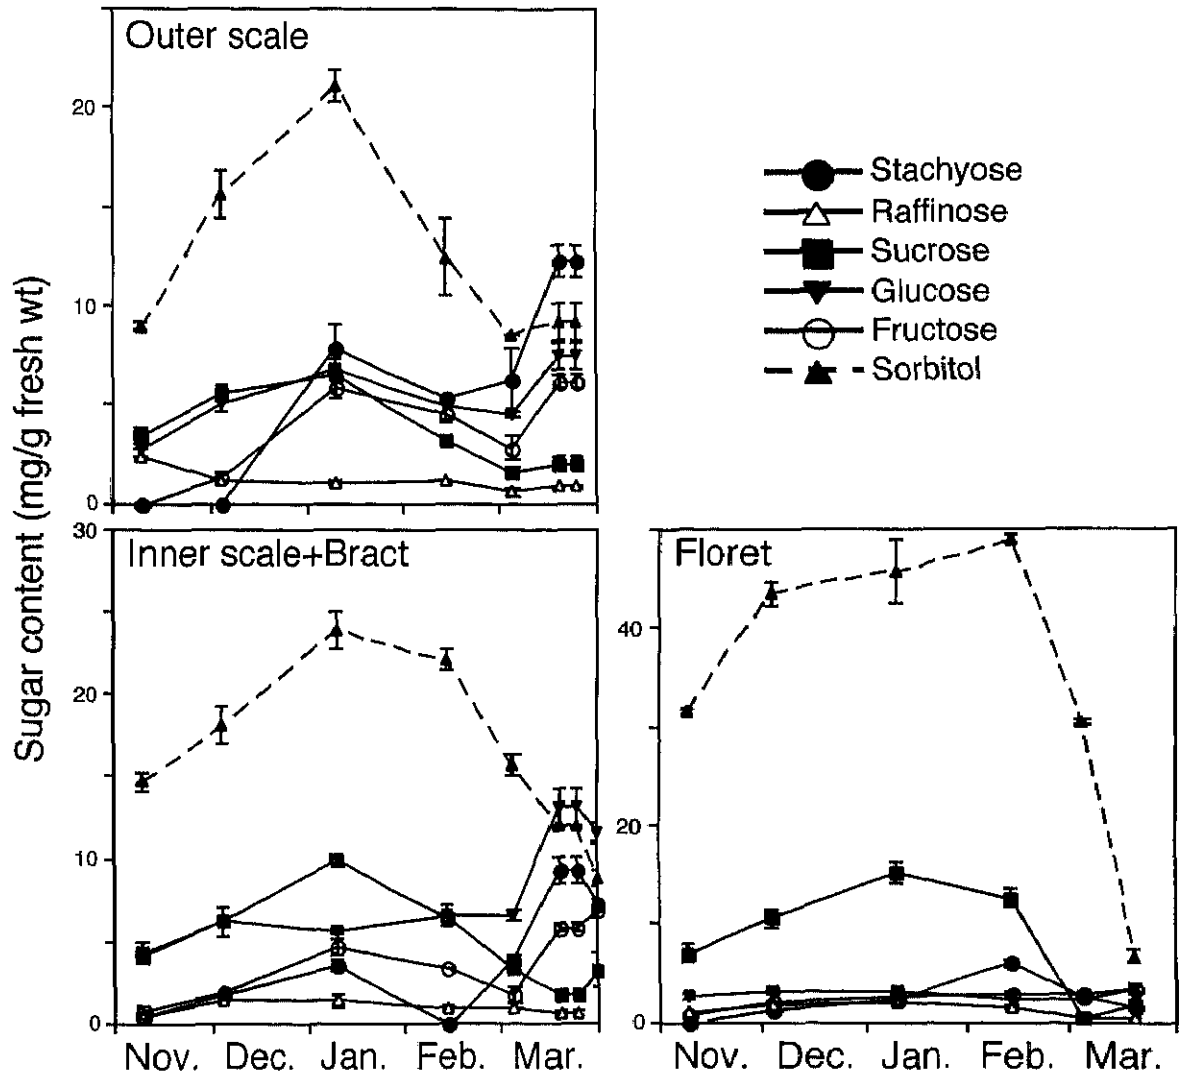 Outer scale
20
10
0
Stachyose
Raffinose
Sucrose
Glucose
Fructose
Sorbitol
Sugar content (mg/g fresh wt)
Inner scale+Bract
30
20
10
0
Nov. Dec. Jan. Feb. Mar.
Floret
40
20
0
Nov. Dec. Jan. Feb. Mar.